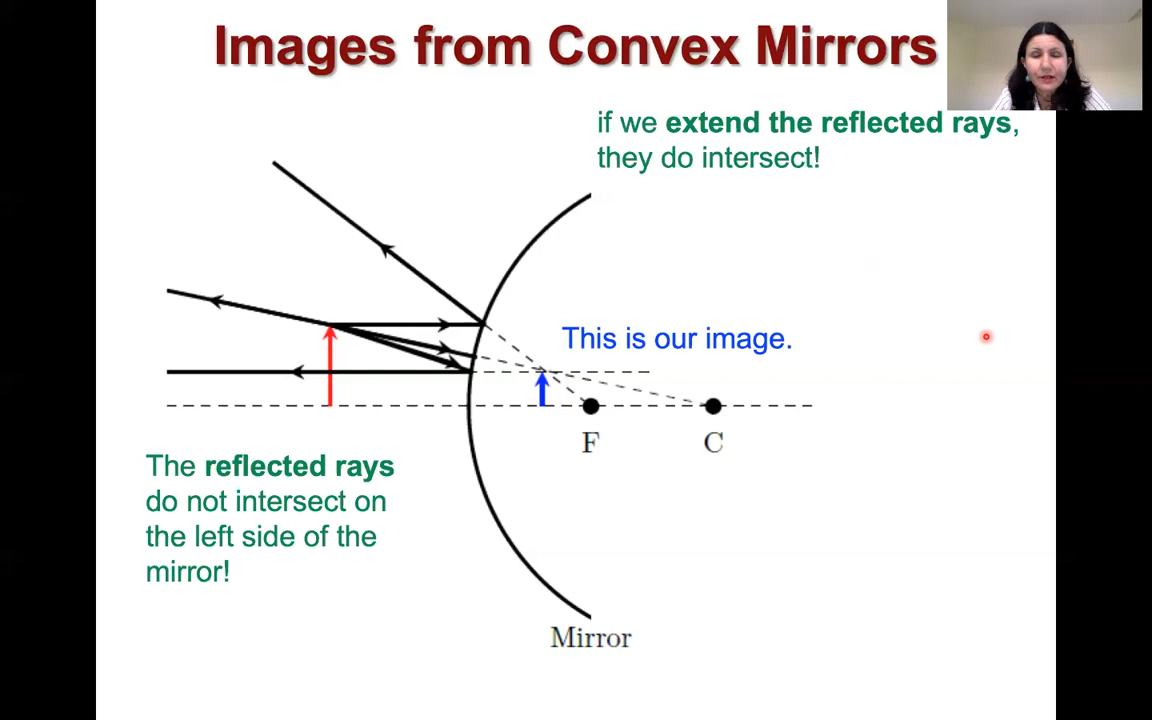 Images from Convex Mirrors
if we extend the reflected rays,
they do intersect!
This is our image.
F
C
The reflected rays
do not intersect on
the left side of the
mirror!
Mirror